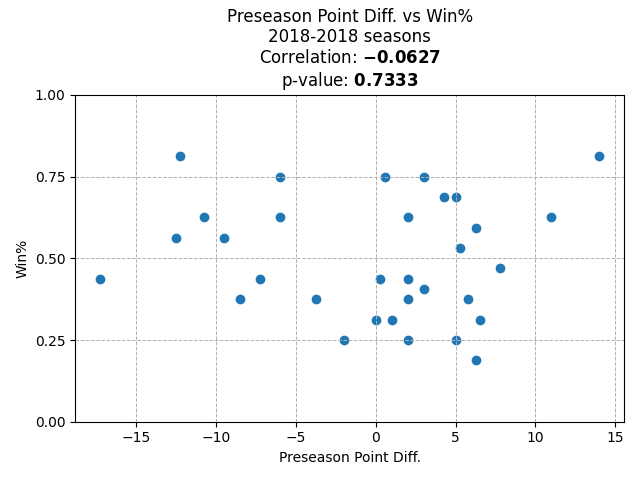 Preseason Point Diff. vs Win%
2018-2018 seasons
Correlation: −0.0627
p-value: 0.7333
1.00
0.75
0.50
0.25
0.00
Win%
−15 −10 −5 0 5 10 15
Preseason Point Diff.